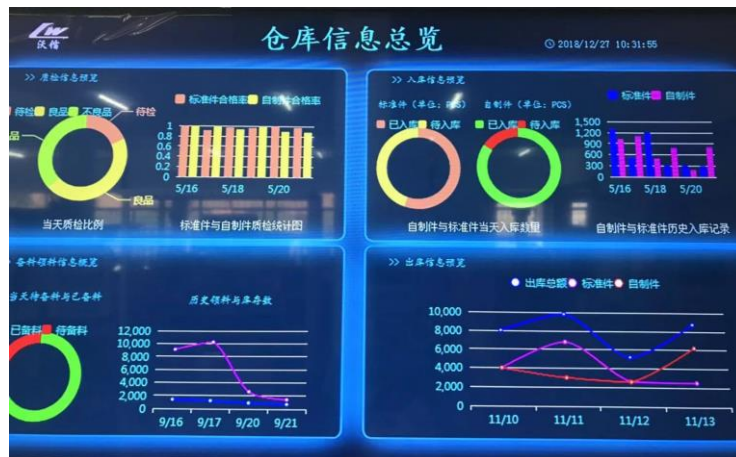 仓库信息总览
2018/12/27 10:31:55
>> 质检信息预览
待检 良品 不良品
待检
品
良品
当天质检比例
标准件合格率 自制件合格率
1
0.8
0.6
0.4
0.2
0
5/16 5/18 5/20
标准件与自制件质检统计图
>> 入库信息预览
标准件（单位：PCS） 自制件（单位：PCS）
已入库 待入库 已入库 待入库
自制件与标准件当天入库数量
标准件 自制件
1,500
1,200
900
600
300
0
5/16 5/18 5/20
自制件与标准件历史入库记录
备料领料信息概览
当天待备料与已备料
已备料 待备料
历史领料与库存数
12,000
10,000
8,000
6,000
4,000
2,000
0
9/16 9/17 9/20 9/21
>> 出库信息预览
出库总额 标准件 自制件
10,000
8,000
6,000
4,000
2,000
0
11/10 11/11 11/12 11/13